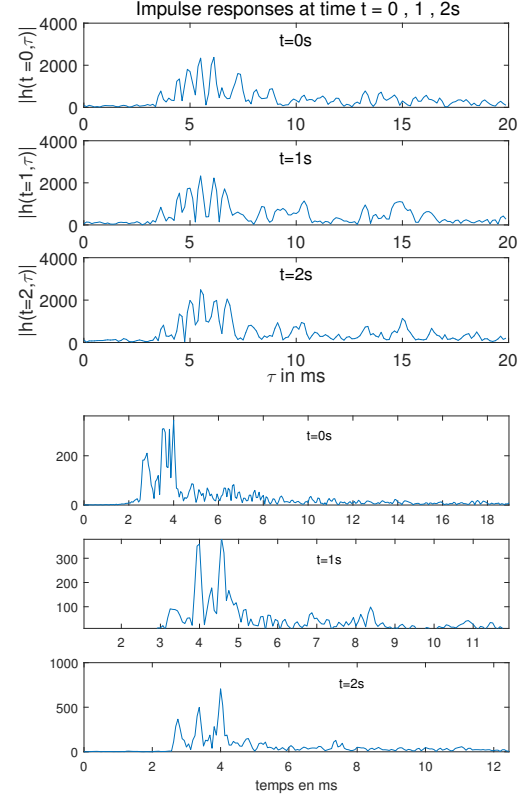 Impulse responses at time t = 0 , 1 , 2s
|h(t =0,τ)|
4000
2000
0
t=0s
0 5 10 15 20
|h(t=1,τ)|
4000
2000
0
t=1s
0 5 10 15 20
|h(t=2,τ)|
4000
2000
0
t=2s
0 5 10 15 20
τ in ms
200
0
t=0s
0 2 4 6 8 10 12 14 16 18
300
200
100
t=1s
2 3 4 5 6 7 8 9 10 11
1000
500
0
t=2s
0 2 4 6 8 10 12
temps en ms